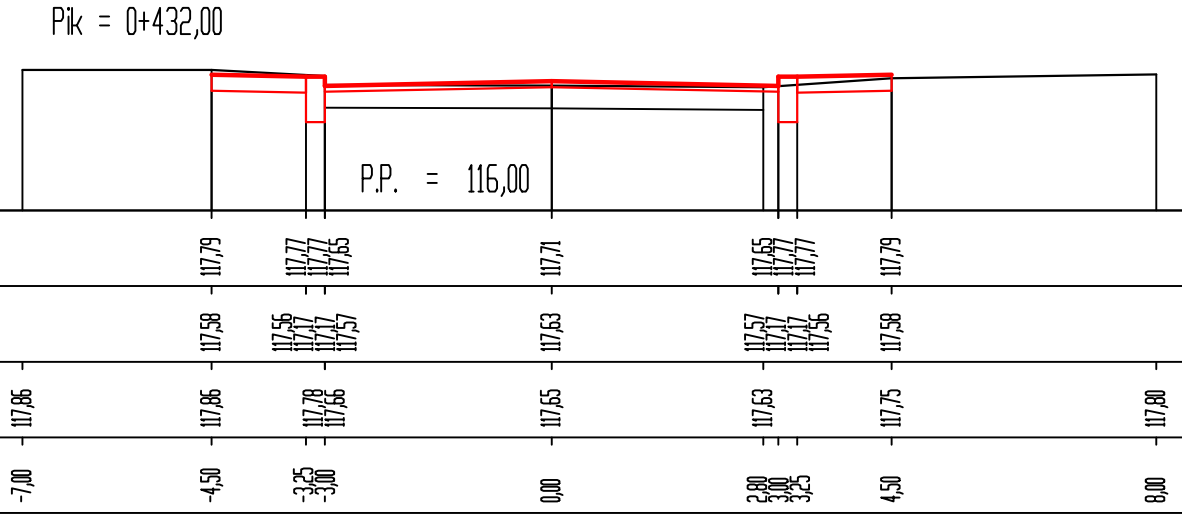 Pik = 0+432,00
P.P. = 116,00
117,79 117,77 117,77 117,65 117,71 117,65 117,77 117,77 117,79
117,58 117,56 117,17 117,17 117,57 117,63 117,57 117,17 117,17 117,56 117,58
117,86 117,86 117,78 117,66 117,65 117,63 117,75 117,80
-7,00 -4,50 -3,25 -3,00 0,00 2,80 3,00 3,25 4,50 8,00